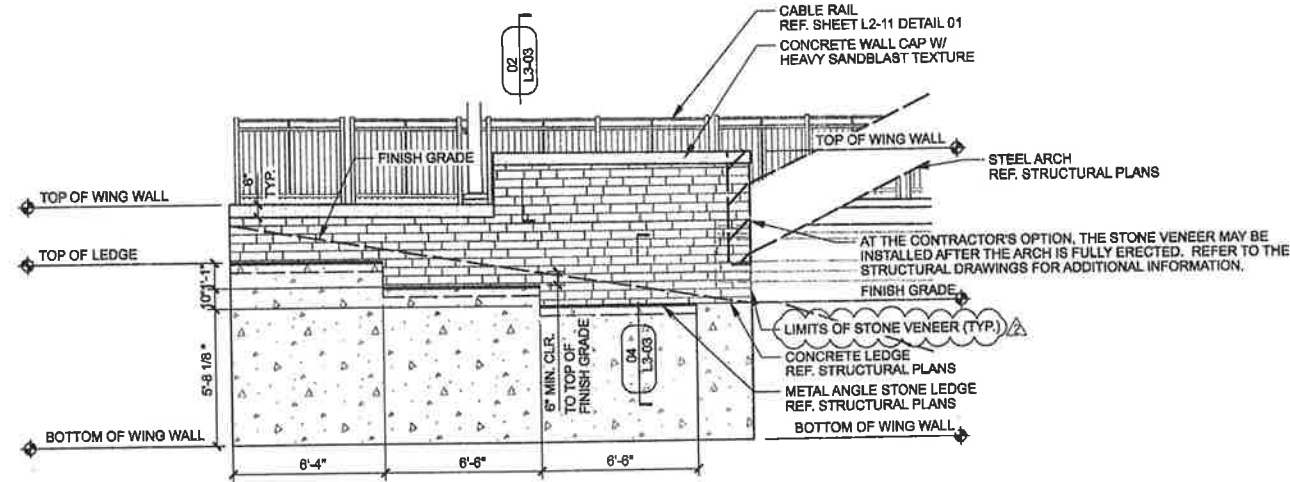 CABLE RAIL
REF. SHEET L2-11 DETAIL 01
CONCRETE WALL CAP W/
HEAVY SANDBLAST TEXTURE
02
L3-03
TOP OF WING WALL
FINISH GRADE
STEEL ARCH
REF. STRUCTURAL PLANS
6"
TYP.
TOP OF WING WALL
TOP OF LEDGE
AT THE CONTRACTOR'S OPTION, THE STONE VENEER MAY BE
INSTALLED AFTER THE ARCH IS FULLY ERECTED. REFER TO THE
STRUCTURAL DRAWINGS FOR ADDITIONAL INFORMATION.
FINISH GRADE
1'-1"
10"
LIMITS OF STONE VENEER (TYP.)
2
CONCRETE LEDGE
REF. STRUCTURAL PLANS
METAL ANGLE STONE LEDGE
REF. STRUCTURAL PLANS
5'-8 1/8"
6" MIN. CLR.
TO TOP OF
FINISH GRADE
04
L3-03
BOTTOM OF WING WALL
BOTTOM OF WING WALL
6'-4"
6'-6"
6'-6"